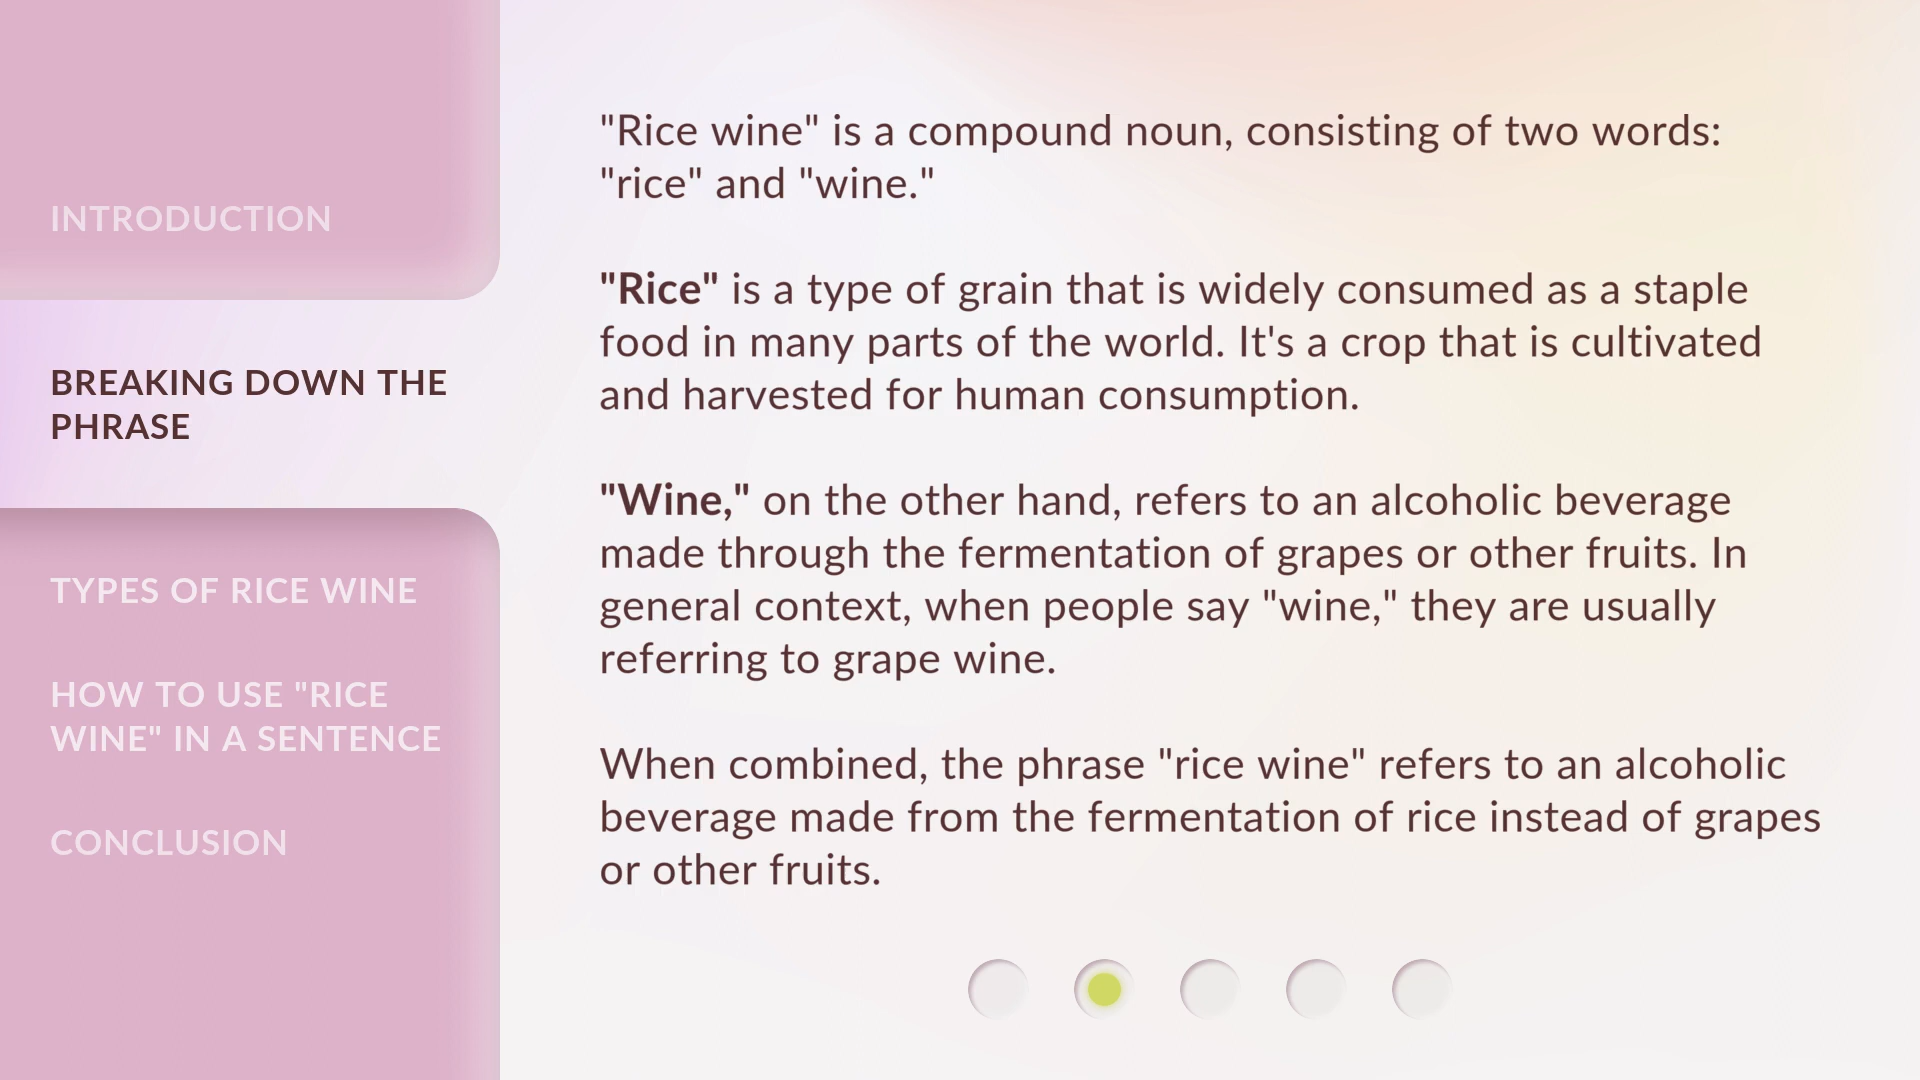 INTRODUCTION
BREAKING DOWN THE
PHRASE
TYPES OF RICE WINE
HOW TO USE "RICE
WINE" IN A SENTENCE
CONCLUSION
"Rice wine" is a compound noun, consisting of two words:
"rice" and "wine."
"Rice" is a type of grain that is widely consumed as a staple
food in many parts of the world. It's a crop that is cultivated
and harvested for human consumption.
"Wine," on the other hand, refers to an alcoholic beverage
made through the fermentation of grapes or other fruits. In
general context, when people say "wine," they are usually
referring to grape wine.
When combined, the phrase "rice wine" refers to an alcoholic
beverage made from the fermentation of rice instead of grapes
or other fruits.